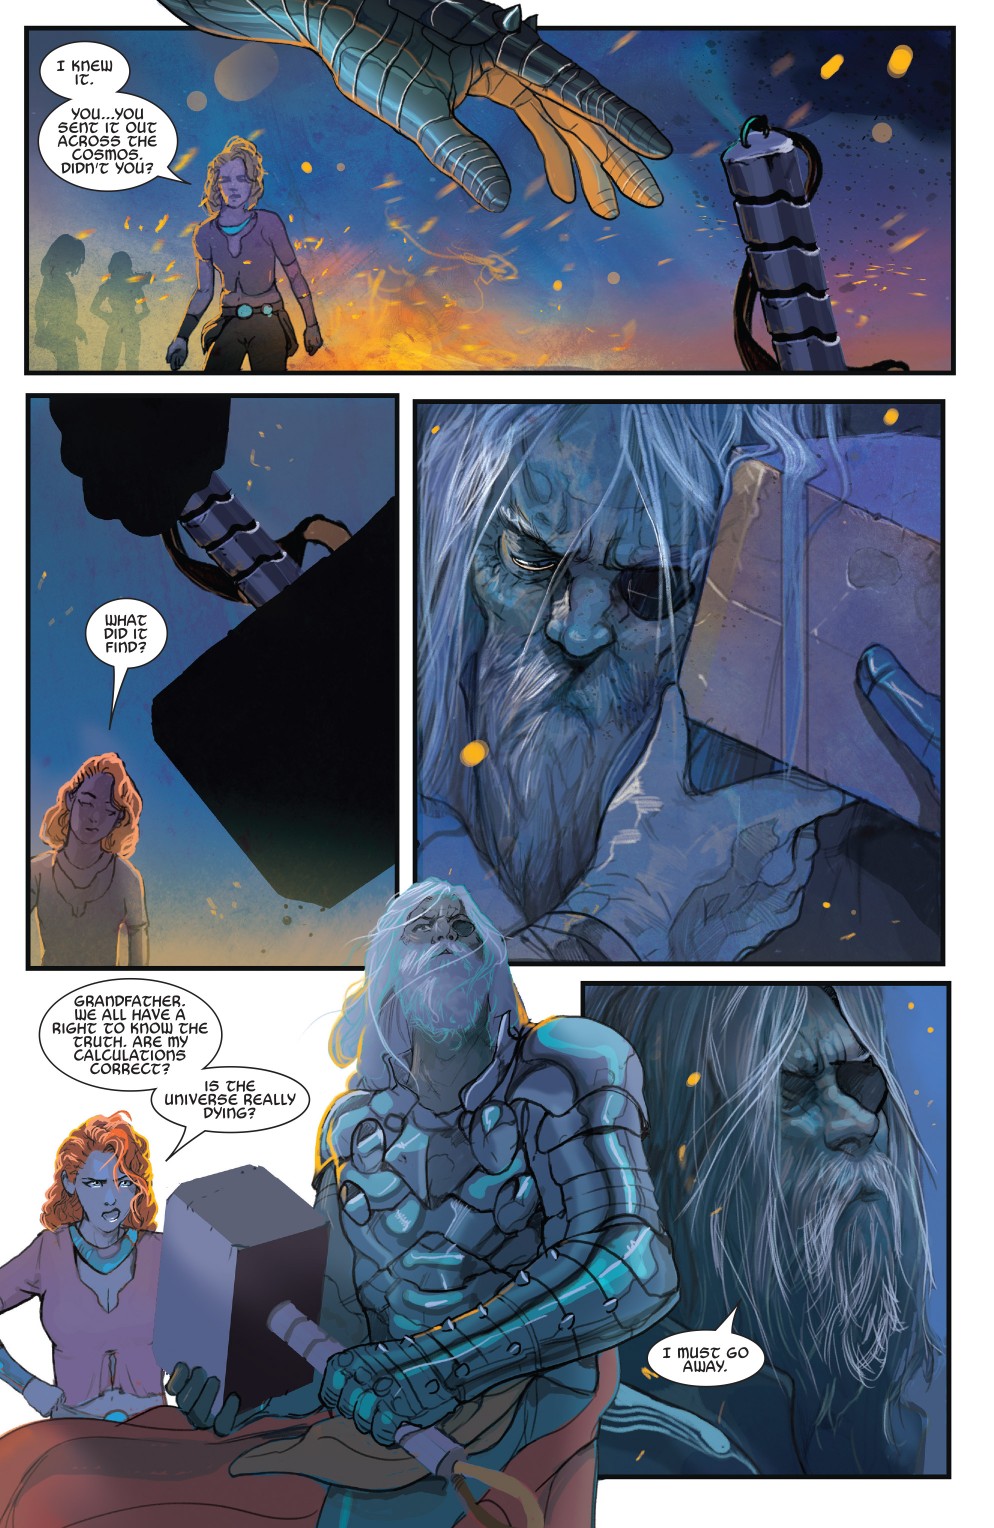 I KNEW
IT.
YOU...YOU
SENT IT OUT
ACROSS THE
COSMOS,
DIDN'T YOU?
WHAT
DID IT
FIND?
GRANDFATHER.
WE ALL HAVE A
RIGHT TO KNOW THE
TRUTH. ARE MY
CALCULATIONS
CORRECT?
IS THE
UNIVERSE REALLY
DYING?
I MUST GO
AWAY.